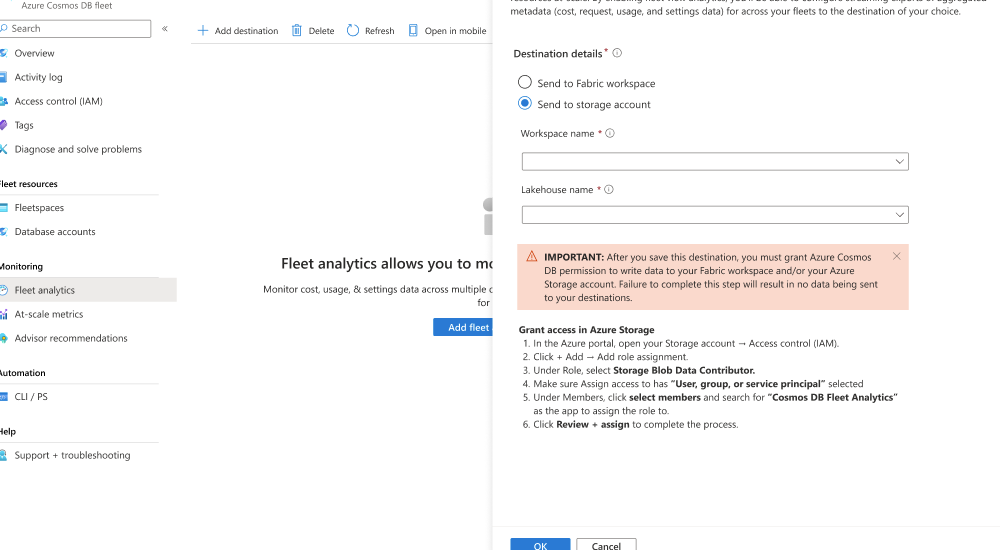 Azure Cosmos DB fleet
Search
«
Overview
Activity log
Access control (IAM)
Tags
Diagnose and solve problems
Fleet resources
Fleetspaces
Database accounts
Monitoring
Fleet analytics
At-scale metrics
Advisor recommendations
Automation
CLI / PS
Help
Support + troubleshooting
Add destination Delete Refresh Open in mobile
Fleet analytics allows you to mo
Monitor cost, usage, & settings data across multiple
for
Add fleet
metadata (cost, request, usage, and settings data) for across your fleets to the destination of your choice.
Destination details*
Send to Fabric workspace
Send to storage account
Workspace name *
Lakehouse name *
IMPORTANT: After you save this destination, you must grant Azure Cosmos
DB permission to write data to your Fabric workspace and/or your Azure
Storage account. Failure to complete this step will result in no data being sent
to your destinations.
Grant access in Azure Storage
1. In the Azure portal, open your Storage account → Access control (IAM).
2. Click + Add → Add role assignment.
3. Under Role, select Storage Blob Data Contributor.
4. Make sure Assign access to has “User, group, or service principal” selected
5. Under Members, click select members and search for “Cosmos DB Fleet Analytics”
as the app to assign the role to.
6. Click Review + assign to complete the process.
OK Cancel